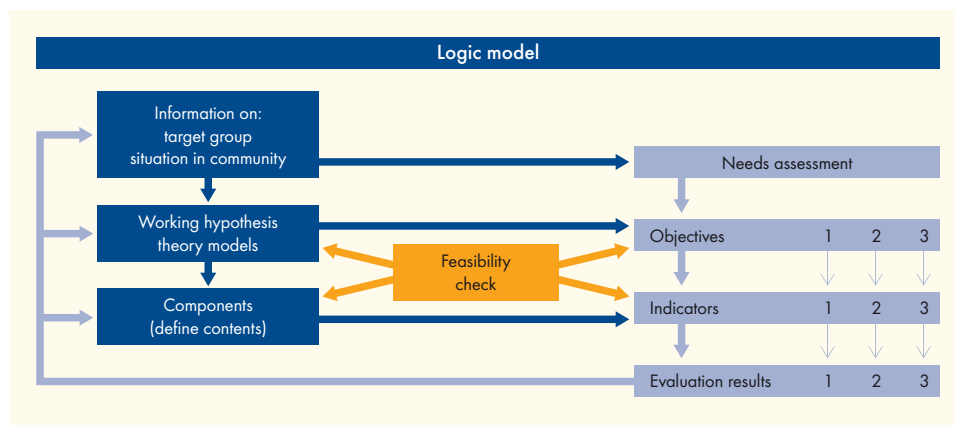 Logic model
Information on:
target group
situation in community
Needs assessment
Working hypothesis
theory models
Objectives 1 2 3
Feasibility
check
Components
(define contents)
Indicators 1 2 3
Evaluation results 1 2 3